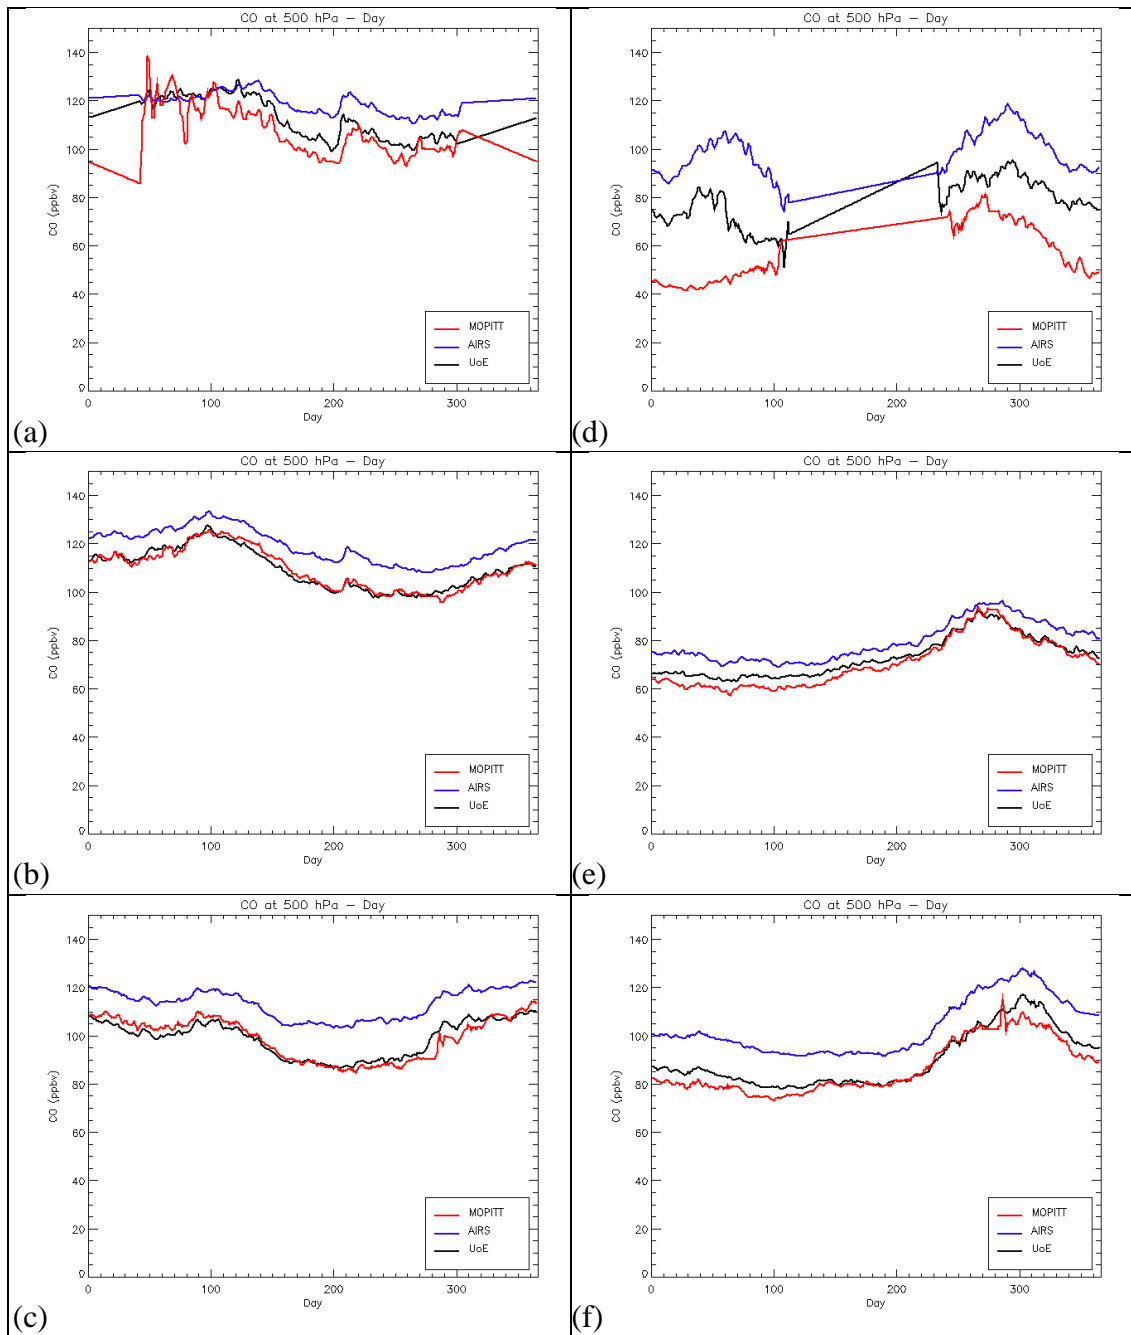 CO at 500 hPa – Day
CO (ppbv)
140
120
100
80
60
40
20
0
MOPITT
AIRS
UoE
0 100 200 300
Day
(a)
CO at 500 hPa – Day
CO (ppbv)
140
120
100
80
60
40
20
0
MOPITT
AIRS
UoE
0 100 200 300
Day
(d)
CO at 500 hPa – Day
CO (ppbv)
140
120
100
80
60
40
20
0
MOPITT
AIRS
UoE
0 100 200 300
Day
(b)
CO at 500 hPa – Day
CO (ppbv)
140
120
100
80
60
40
20
0
MOPITT
AIRS
UoE
0 100 200 300
Day
(e)
CO at 500 hPa – Day
CO (ppbv)
140
120
100
80
60
40
20
0
MOPITT
AIRS
UoE
0 100 200 300
Day
(c)
CO at 500 hPa – Day
CO (ppbv)
140
120
100
80
60
40
20
0
MOPITT
AIRS
UoE
0 100 200 300
Day
(f)